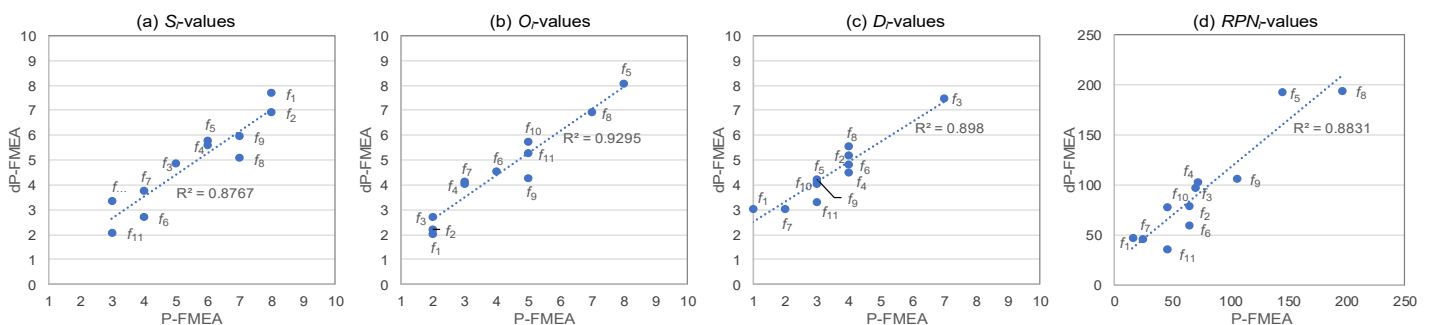 (a) Sᵢ-values
10
9
8
7
6
5
4
3
2
1
0
dP-FMEA
f₁
f₂
f₅
f₉
f₄
f₈
f₃
f...
f₇
f₆
f₁₁
R² = 0.8767
1 2 3 4 5 6 7 8 9 10
P-FMEA
(b) Oᵢ-values
10
9
8
7
6
5
4
3
2
1
0
dP-FMEA
f₅
f₈
f₁₀
R² = 0.9295
f₁₁
f₆
f₇
f₄
f₉
f₃
f₂
f₁
1 2 3 4 5 6 7 8 9 10
P-FMEA
(c) Dᵢ-values
10
9
8
7
6
5
4
3
2
1
0
dP-FMEA
f₃
R² = 0.898
f₈
f₂
f₅
f₆
f₁₀
f₄
f₉
f₁
f₁₁
f₇
1 2 3 4 5 6 7 8 9 10
P-FMEA
(d) RPNᵢ-values
250
200
150
100
50
0
dP-FMEA
f₅
f₈
R² = 0.8831
f₄
f₉
f₃
f₁₀
f₂
f₆
f₇
f₁
f₁₁
0 50 100 150 200 250
P-FMEA